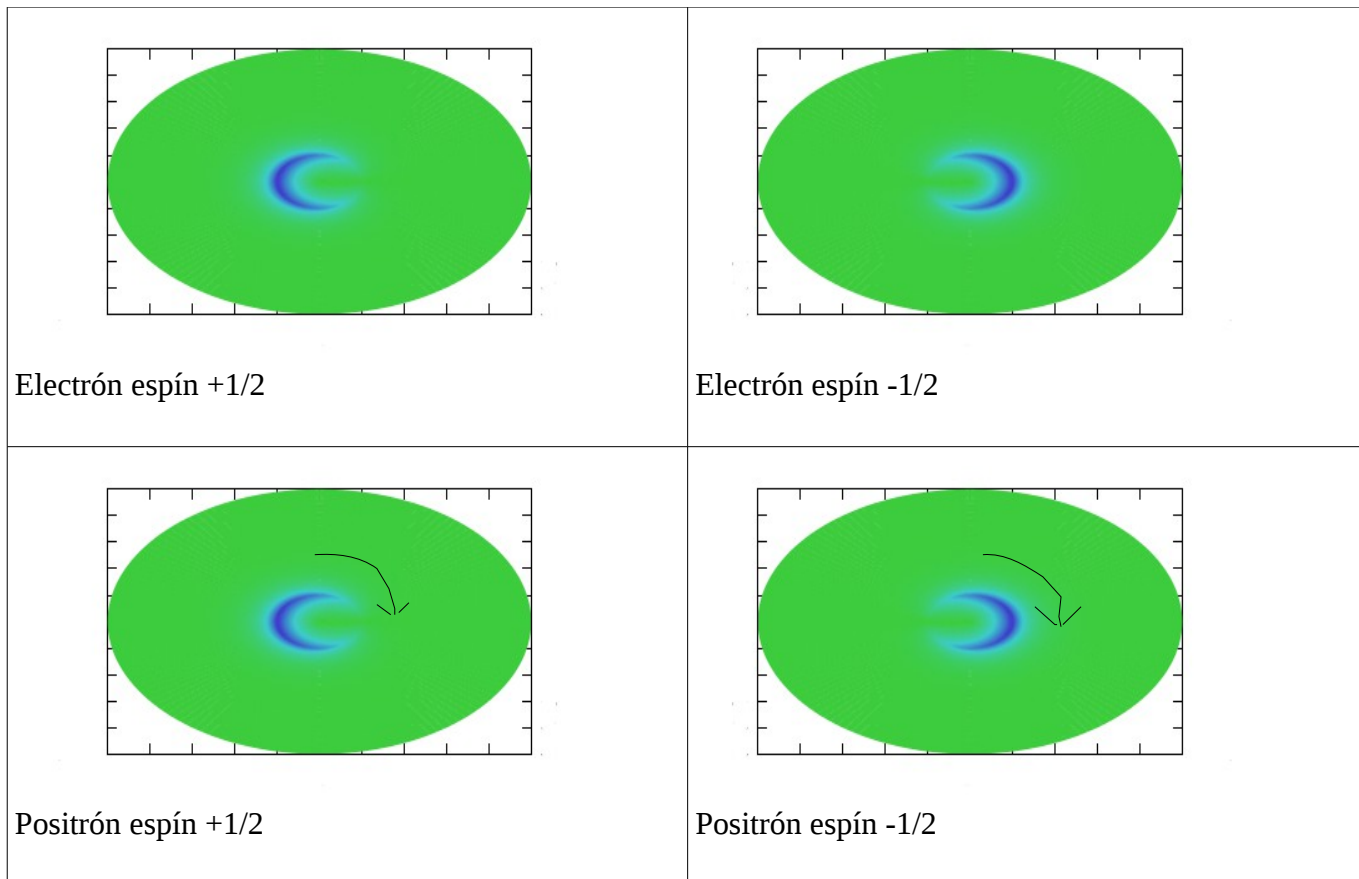 Electrón espín +1/2
Electrón espín -1/2
Positrón espín +1/2
Positrón espín -1/2